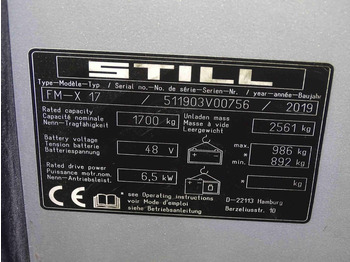 STILL
Type-Modèle-Typ / Serial no.-No. de série-Serien-Nr. / year-année-Baujahr
FM-X 17 / 511903V00756 / 2019
Rated capacity
Capacité nominale
Nenn-Tragfähigkeit
1700 kg
Unladen mass
Masse à vide
Leergewicht
2561 kg
Battery voltage
Tension batterie
Batteriespannung
48 V
max. 986 kg
min. 892 kg
Rated drive power
Puissance motr.nom.
Nenn-Antriebsleist.
6,5 kW
* kg
CE
* see Operating instructions
voir Mode d'emploi
siehe Betriebsanleitung
D-22113 Hamburg
Berzeliusstr. 10